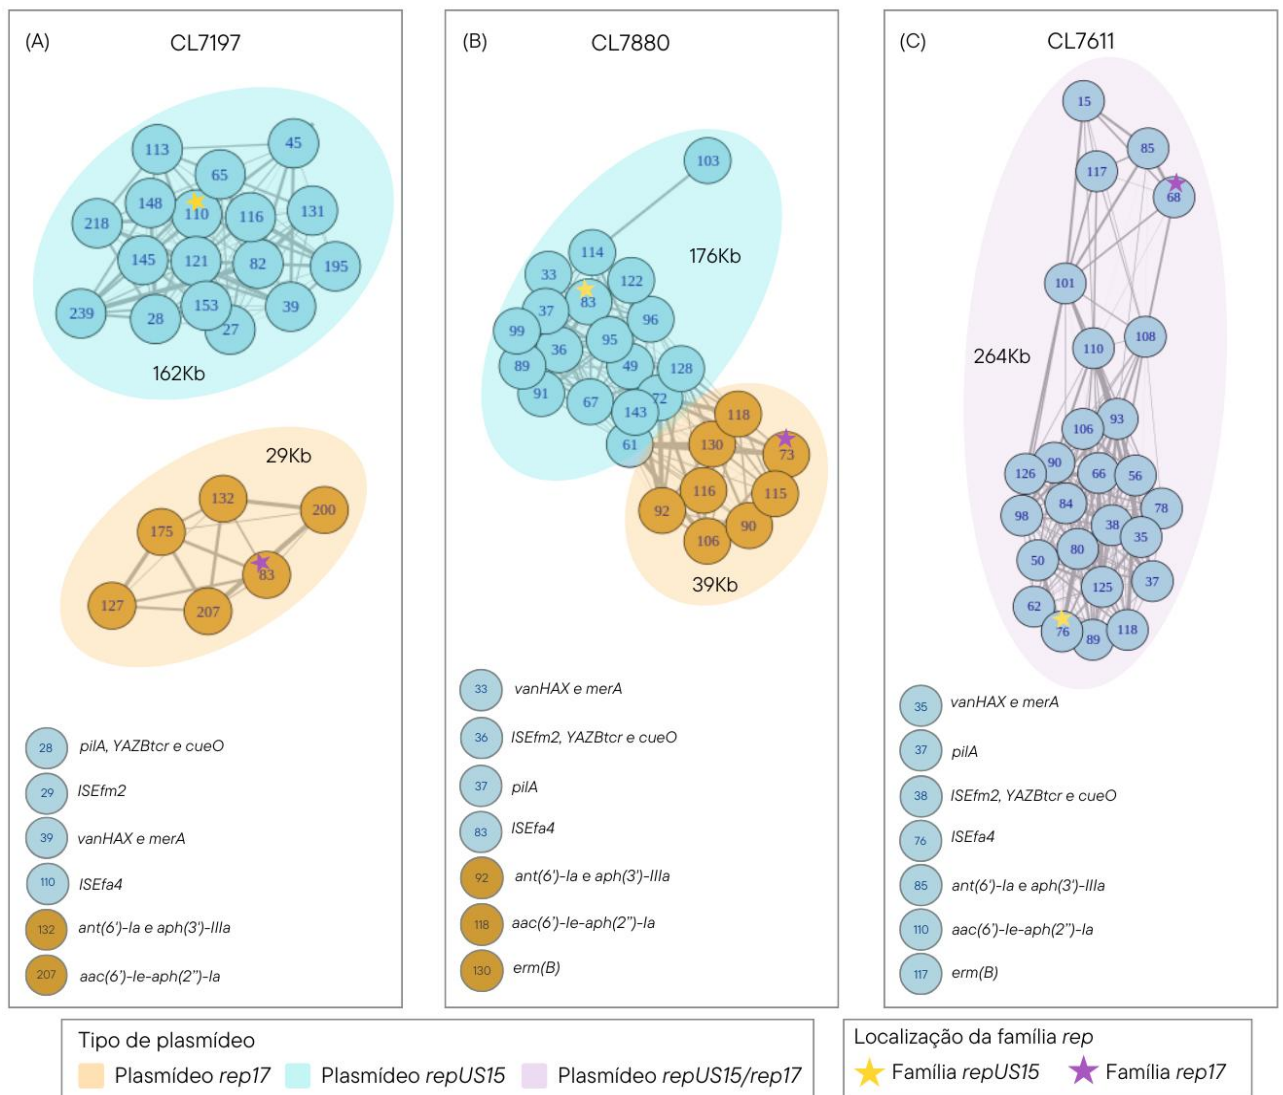 (A)
CL7197
113
45
65
148
110
116
131
218
145
121
82
195
239
28
153
27
39
162Kb
29Kb
132
200
175
83
127
207
28 pilA, YAZBtcr e cueO
29 ISEfm2
39 vanHAX e merA
110 ISEfa4
132 ant(6')-Ia e aph(3')-IIIa
207 aac(6')-Ie-aph(2")-Ia
(B)
CL7880
103
176Kb
114
33
122
83
37
96
99
95
36
89
49
128
91
67
72
143
61
118
130
73
116
115
92
90
106
39Kb
33 vanHAX e merA
36 ISEfm2, YAZBtcr e cueO
37 pilA
83 ISEfa4
92 ant(6')-Ia e aph(3')-IIIa
118 aac(6')-Ie-aph(2")-Ia
130 erm(B)
(C)
CL7611
15
85
117
68
101
108
110
264Kb
93
106
90
126
66
56
84
78
98
38
35
80
50
125
37
62
76
89
118
35 vanHAX e merA
37 pilA
38 ISEfm2, YAZBtcr e cueO
76 ISEfa4
85 ant(6')-Ia e aph(3')-IIIa
110 aac(6')-Ie-aph(2")-Ia
117 erm(B)
Tipo de plasmídeo
Plasmídeo rep17 Plasmídeo repUS15 Plasmídeo repUS15/rep17
Localização da família rep
Família repUS15 Família rep17